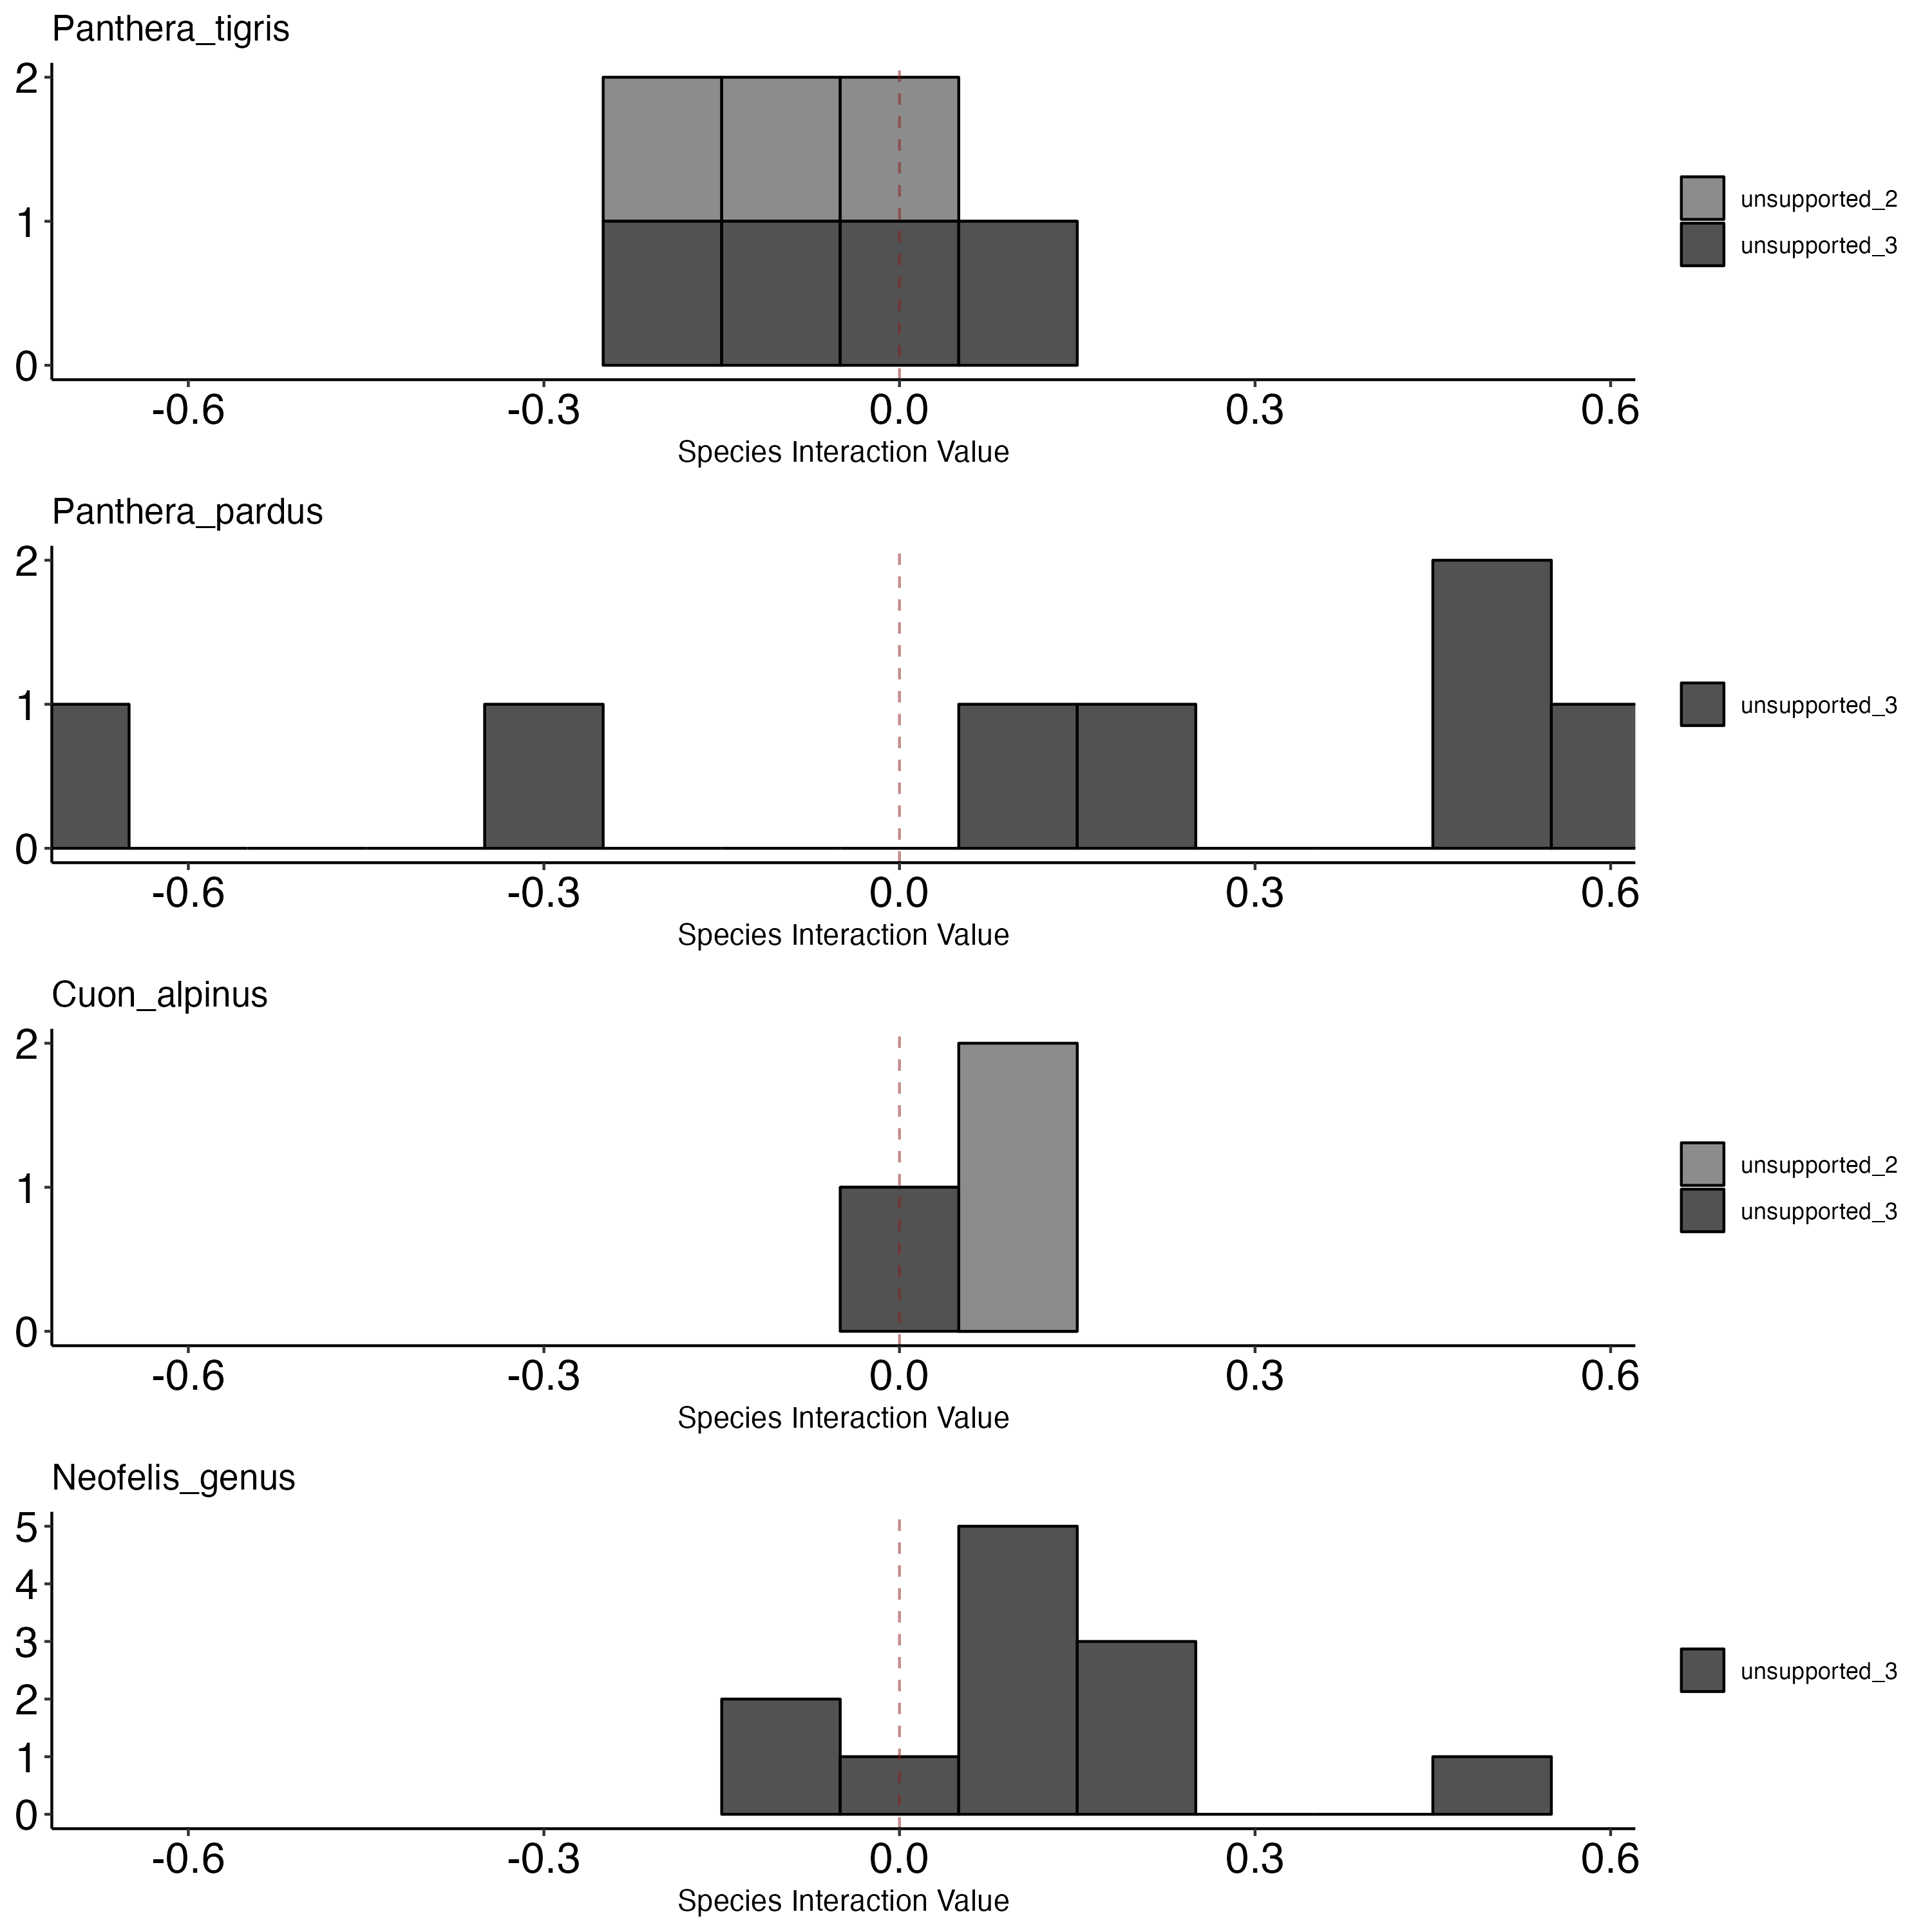 Panthera_tigris
2
1
0
-0.6 -0.3 0.0 0.3 0.6
Species Interaction Value
unsupported_2
unsupported_3
Panthera_pardus
2
1
0
-0.6 -0.3 0.0 0.3 0.6
Species Interaction Value
unsupported_3
Cuon_alpinus
2
1
0
-0.6 -0.3 0.0 0.3 0.6
Species Interaction Value
unsupported_2
unsupported_3
Neofelis_genus
5
4
3
2
1
0
-0.6 -0.3 0.0 0.3 0.6
Species Interaction Value
unsupported_3